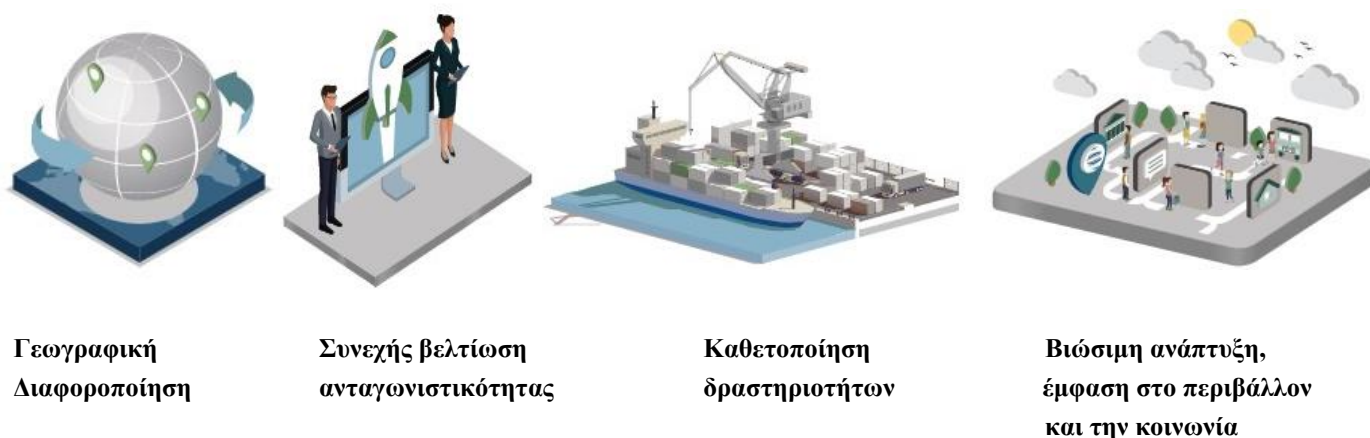 Γεωγραφική
Διαφοροποίηση
Συνεχής βελτίωση
ανταγωνιστικότητας
Καθετοποίηση
δραστηριοτήτων
Βιώσιμη ανάπτυξη,
έμφαση στο περιβάλλον
και την κοινωνία